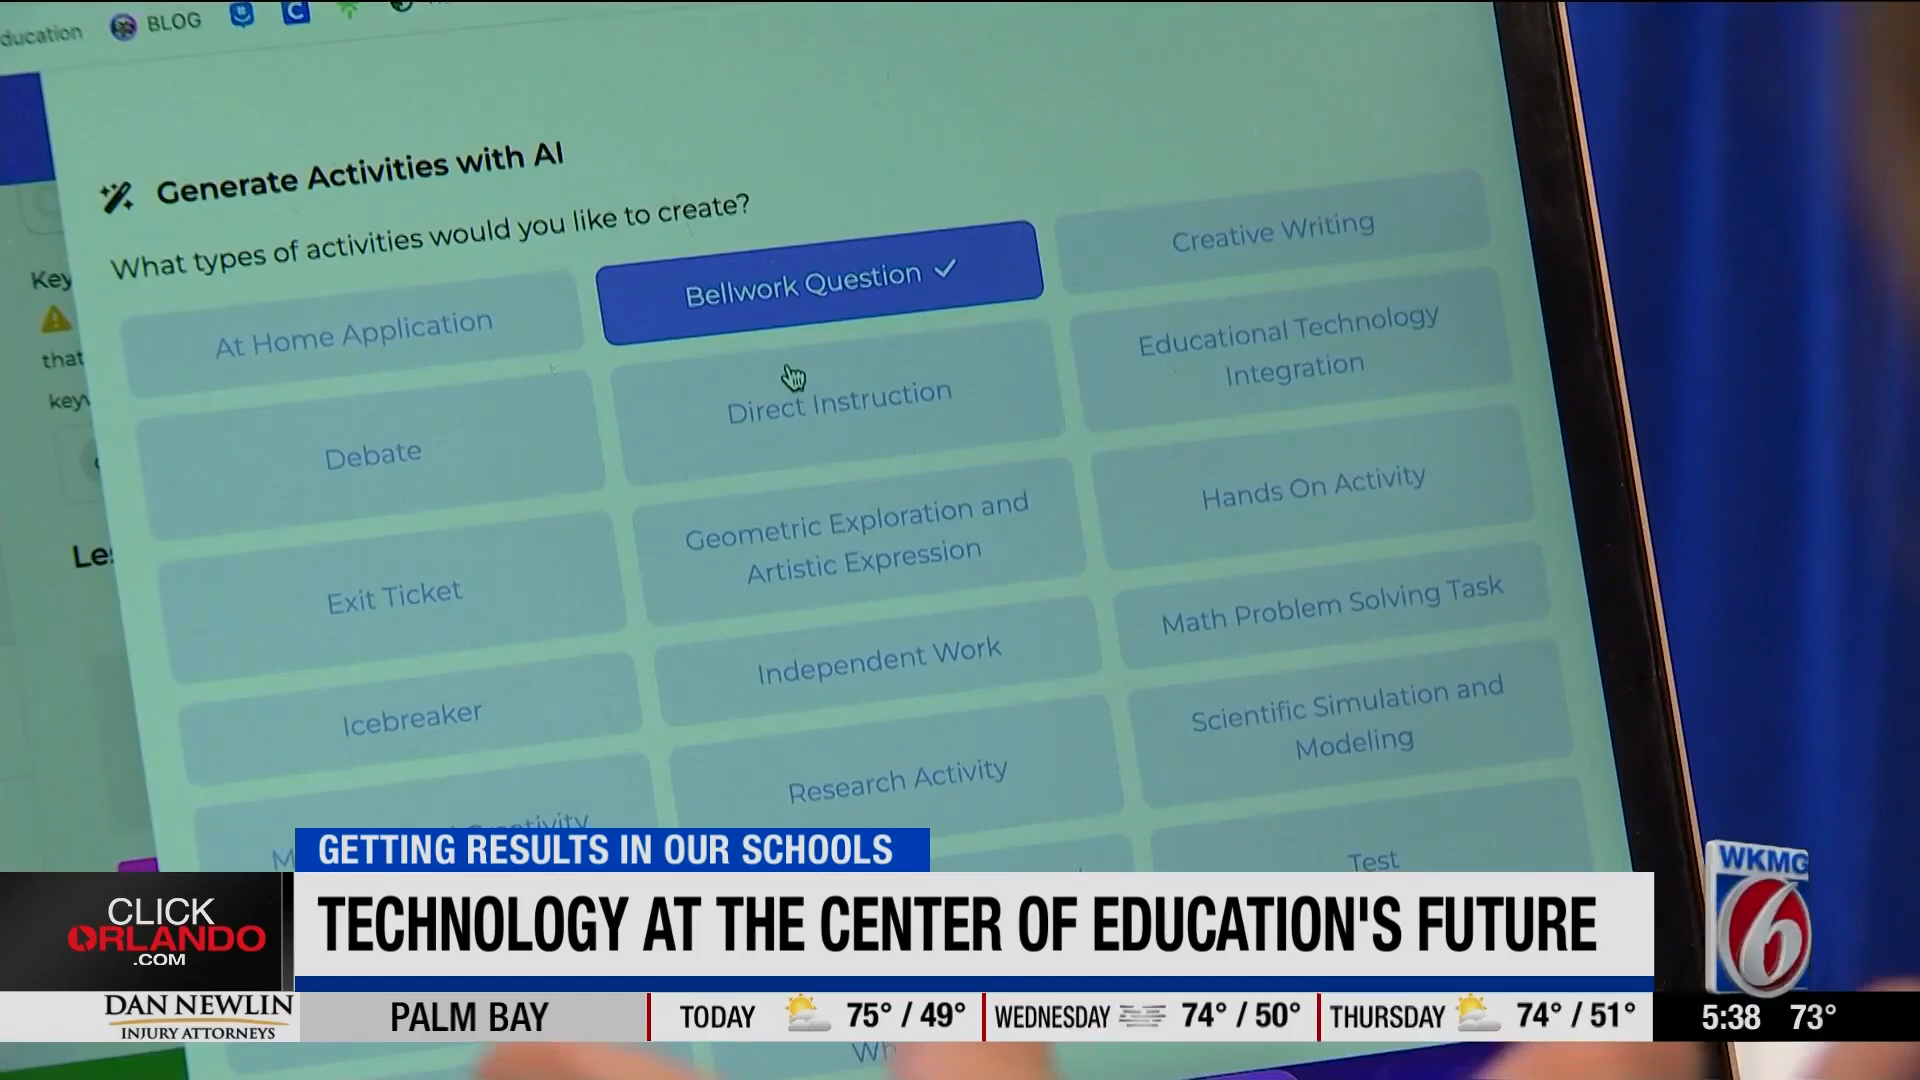 ducation
BLOG
Generate Activities with AI
What types of activities would you like to create?
At Home Application
Bellwork Question ✓
Creative Writing
Debate
Direct Instruction
Educational Technology
Integration
Exit Ticket
Geometric Exploration and
Artistic Expression
Hands On Activity
Icebreaker
Independent Work
Math Problem Solving Task
Research Activity
Scientific Simulation and
Modeling
Test
Key
that
key
Les
GETTING RESULTS IN OUR SCHOOLS
TECHNOLOGY AT THE CENTER OF EDUCATION'S FUTURE
CLICK
ORLANDO
.COM
WKMG
6
DAN NEWLIN
INJURY ATTORNEYS
PALM BAY
TODAY 75° / 49°
WEDNESDAY 74° / 50°
THURSDAY 74° / 51°
5:38 73°